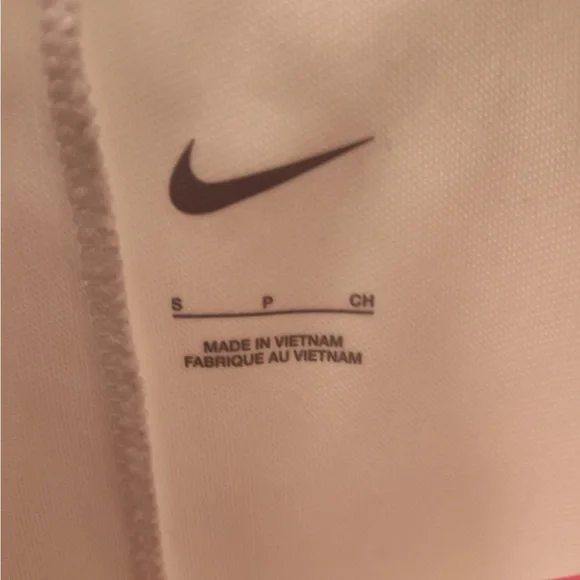 S P CH
MADE IN VIETNAM
FABRIQUE AU VIETNAM